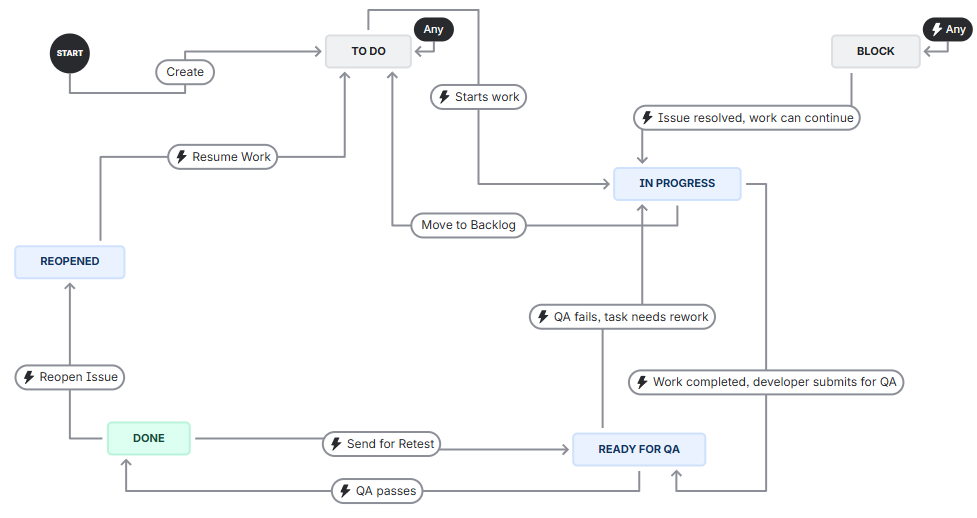 Any
Any
START
TO DO
BLOCK
Create
Starts work
Issue resolved, work can continue
Resume Work
IN PROGRESS
Move to Backlog
REOPENED
QA fails, task needs rework
Reopen Issue
Work completed, developer submits for QA
DONE
Send for Retest
READY FOR QA
QA passes